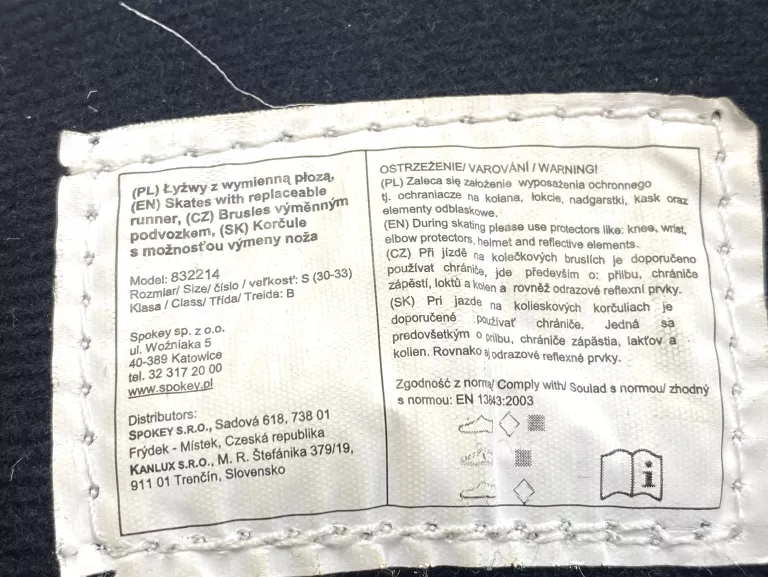 (PL) Łyżwy z wymienną płozą,
(EN) Skates with replaceable
runner, (CZ) Brusles výměnným
podvozkem, (SK) Korčule
s možnosťou výmeny noža
Model: 832214
Rozmiar/ Size/ číslo / veľkosť: S (30-33)
Klasa / Class/ Třída/ Treida: B
Spokey sp. z o.o.
ul. Woźniaka 5
40-389 Katowice
tel. 32 317 20 00
www.spokey.pl
Distributors:
SPOKEY S.R.O., Sadová 618, 738 01
Frýdek - Místek, Czeská republika
KANLUX S.R.O., M. R. Štefánika 379/19,
911 01 Trenčín, Slovensko
OSTRZEŻENIE/ VAROVÁNÍ / WARNING!
(PL) Zaleca się założenie wyposażenia ochronnego
tj. ochraniacze na kolana, łokcie, nadgarstki, kask oraz
elementy odblaskowe.
(EN) During skating please use protectors like: knee, wrist,
elbow protectors, helmet and reflective elements.
(CZ) Při jízdě na kolečkových bruslích je doporučeno
používat chrániče, jde především o: přilbu, chrániče
zápěstí, loktů a kolen a rovněž odrazové reflexní prvky.
(SK) Pri jazde na kolieskových korčuliach je
doporučené používať chrániče. Jedná sa
predovšetkým o prilbu, chrániče zápästia, lakťov a
kolien. Rovnako aj odrazové reflexné prvky.
Zgodność z normą/ Comply with/ Soulad s normou/ zhodný
s normou: EN 13843:2003